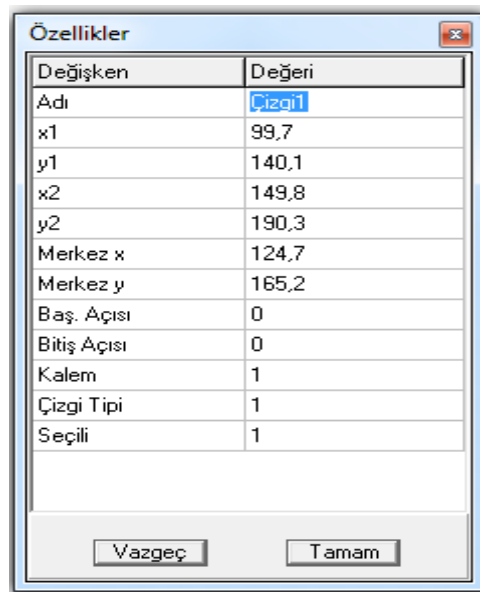 Özellikler
Değişken Değeri
Adı Çizgi1
x1 99,7
y1 140,1
x2 149,8
y2 190,3
Merkez x 124,7
Merkez y 165,2
Baş. Açısı 0
Bitiş Açısı 0
Kalem 1
Çizgi Tipi 1
Seçili 1
Vazgeç Tamam